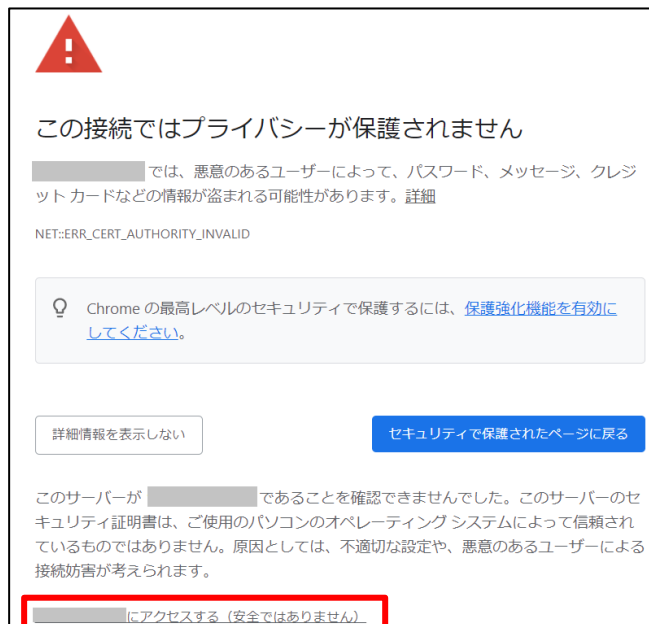 この接続ではプライバシーが保護されません
では、悪意のあるユーザーによって、パスワード、メッセージ、クレジ
ット カードなどの情報が盗まれる可能性があります。詳細
NET::ERR_CERT_AUTHORITY_INVALID
Chrome の最高レベルのセキュリティで保護するには、保護強化機能を有効に
してください。
詳細情報を表示しない
セキュリティで保護されたページに戻る
このサーバーが であることを確認できませんでした。このサーバーのセ
キュリティ証明書は、ご使用のパソコンのオペレーティング システムによって信頼され
ているものではありません。原因としては、不適切な設定や、悪意のあるユーザーによる
接続妨害が考えられます。
にアクセスする（安全ではありません）